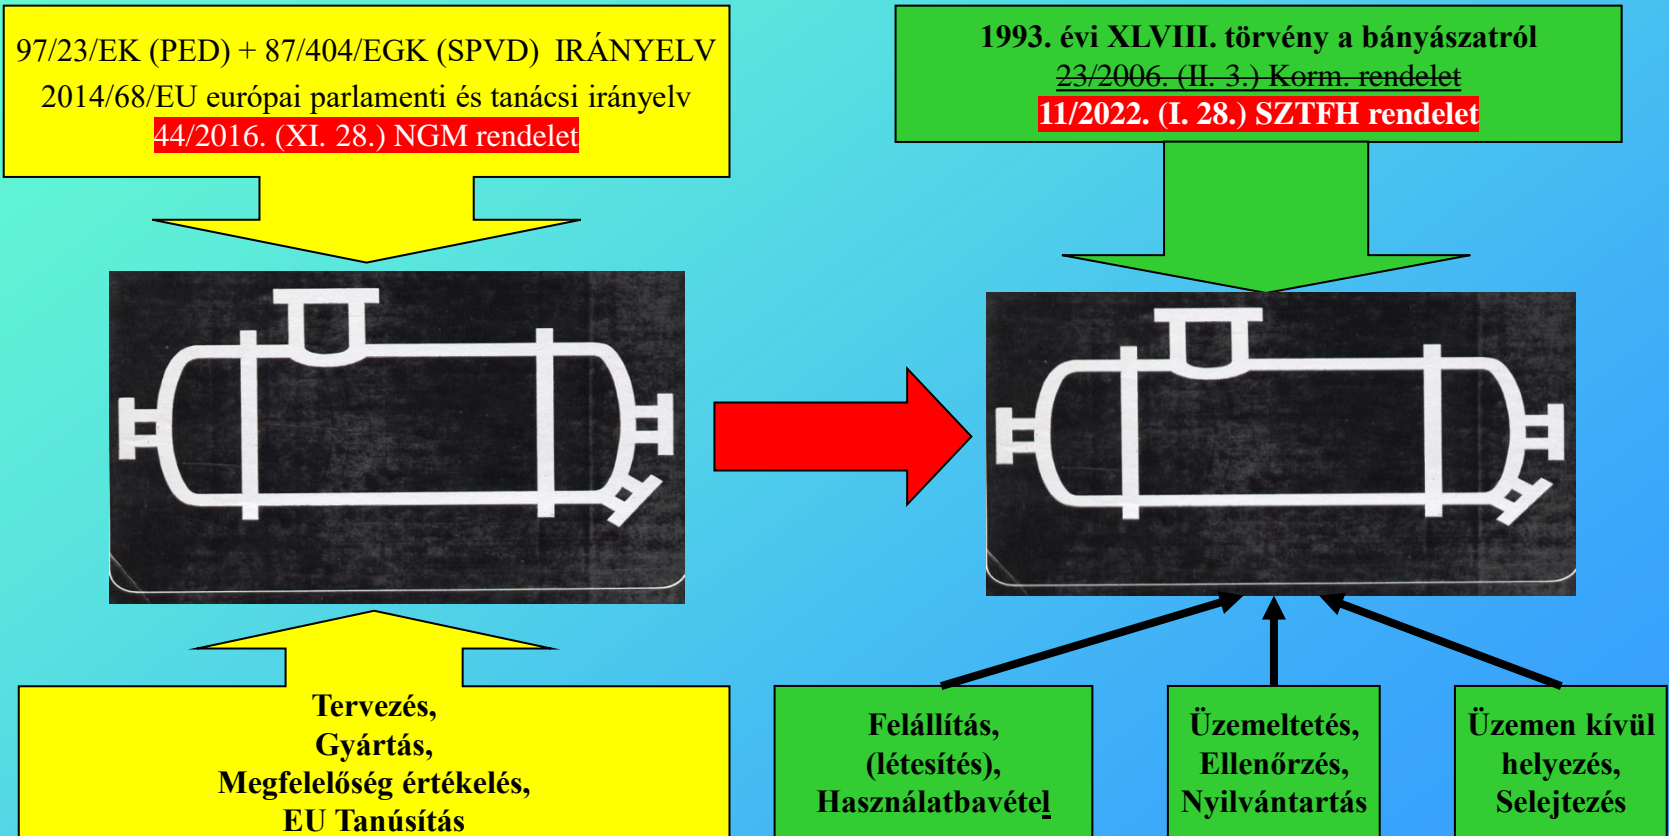 97/23/EK (PED) + 87/404/EGK (SPVD) IRÁNYELV
2014/68/EU európai parlamenti és tanácsi irányelv
44/2016. (XI. 28.) NGM rendelet
1993. évi XLVIII. törvény a bányászatról
23/2006. (II. 3.) Korm. rendelet
11/2022. (I. 28.) SZTFH rendelet
Tervezés,
Gyártás,
Megfelelőség értékelés,
EU Tanúsítás
Felállítás,
(létesítés),
Használatbavétel
Üzemeltetés,
Ellenőrzés,
Nyilvántartás
Üzemen kívül
helyezés,
Selejtezés